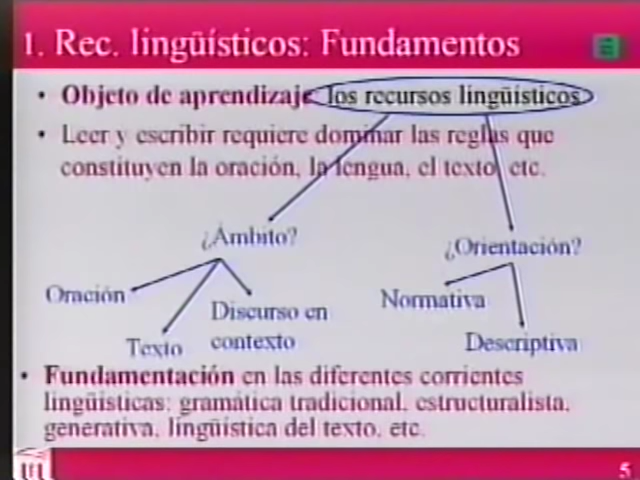 1. Rec. lingüísticos: Fundamentos
• Objeto de aprendizaje los recursos lingüísticos
• Leer y escribir requiere dominar las reglas que
constituyen la oración, la lengua, el texto, etc.
¿Ámbito?
¿Orientación?
Oración
Texto
Discurso en
contexto
Normativa
Descriptiva
• Fundamentación en las diferentes corrientes
lingüísticas: gramática tradicional, estructuralista,
generativa, lingüística del texto, etc.
5